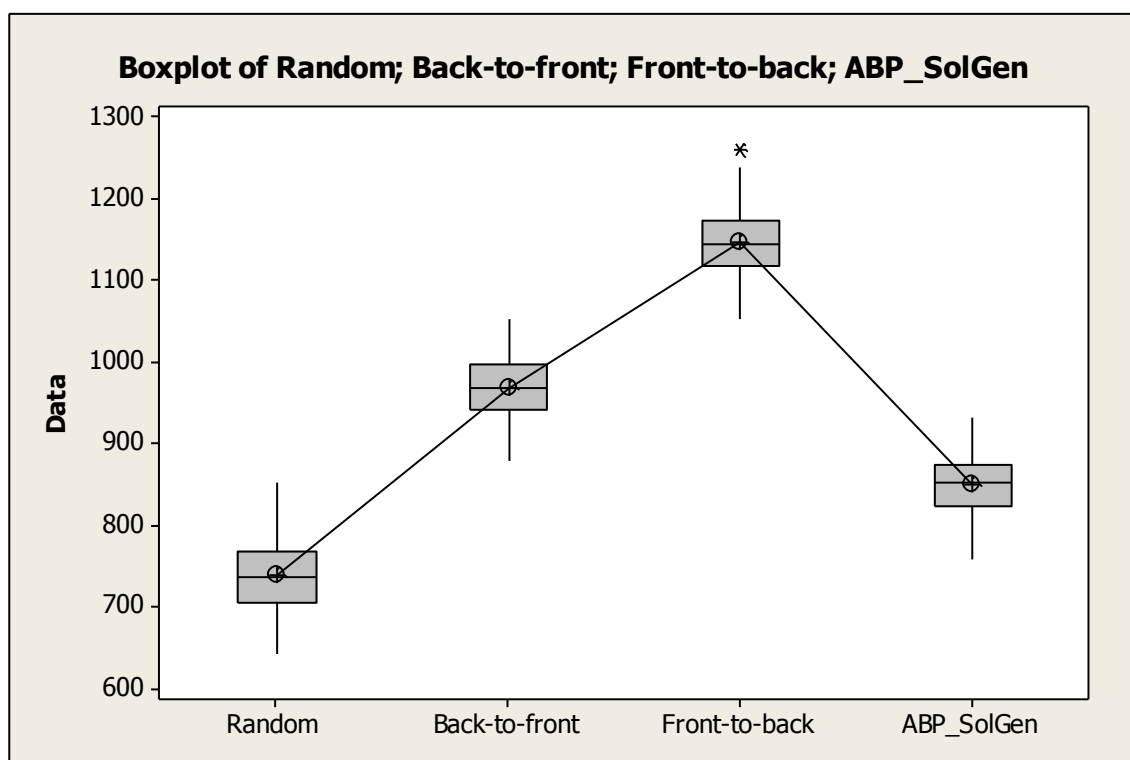 Boxplot of Random; Back-to-front; Front-to-back; ABP_SolGen
1300
1200
1100
1000
900
800
700
600
Data
Random Back-to-front Front-to-back ABP_SolGen